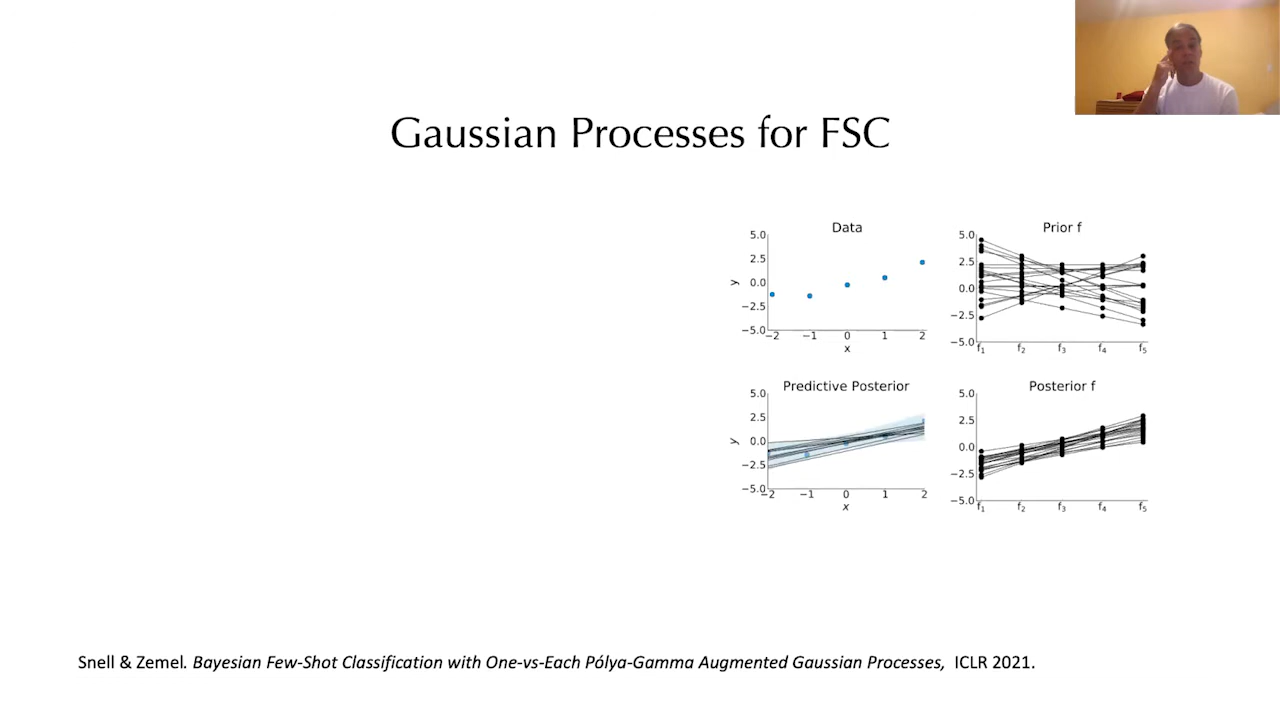 Gaussian Processes for FSC
Data
5.0
2.5
0.0
−2.5
−5.0
y
−2 −1 0 1 2
x
Prior f
5.0
2.5
0.0
−2.5
−5.0
f₁ f₂ f₃ f₄ f₅
Predictive Posterior
5.0
2.5
0.0
−2.5
−5.0
y
−2 −1 0 1 2
x
Posterior f
5.0
2.5
0.0
−2.5
−5.0
f₁ f₂ f₃ f₄ f₅
Snell & Zemel. Bayesian Few-Shot Classification with One-vs-Each Pólya-Gamma Augmented Gaussian Processes, ICLR 2021.